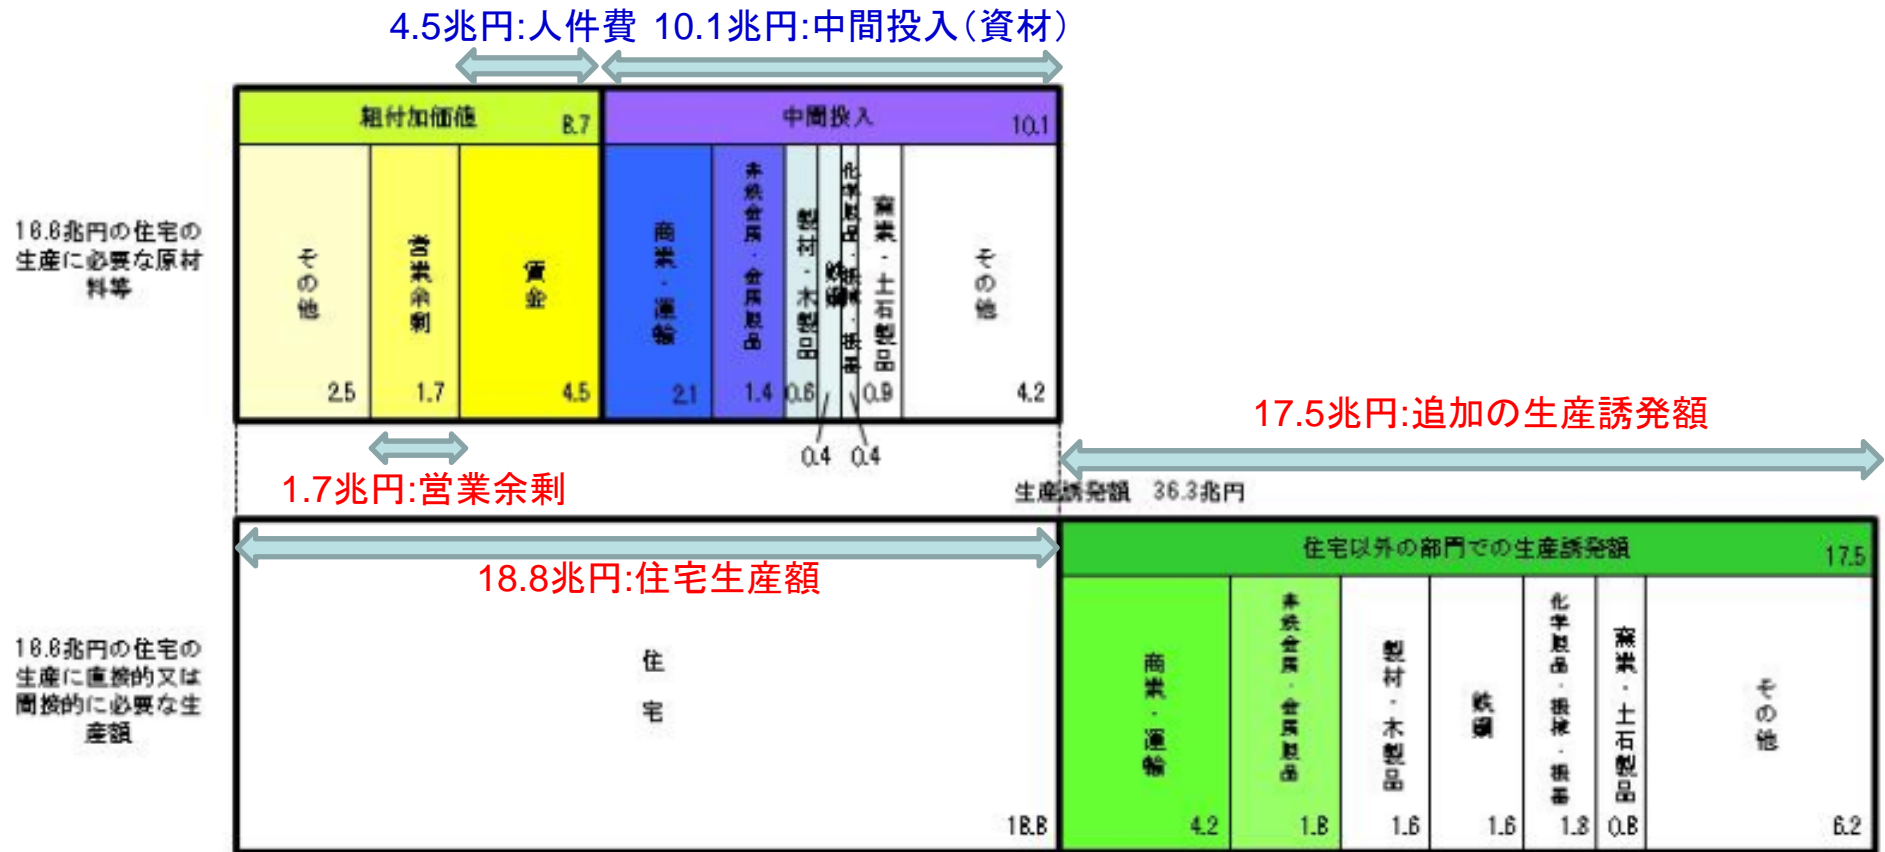 4.5兆円:人件費 10.1兆円:中間投入(資材)
粗付加価値 8.7
中間投入 10.1
18.8兆円の住宅の
生産に必要な原材
料等
その他
2.5
営業余剰
1.7
賃金
4.5
商業・運輸
2.1
非鉄金属・金属製品
1.4
製材・木製品
0.6
鉄鋼
0.4
化学製品・機械・機器
0.4
窯業・土石製品
0.9
その他
4.2
17.5兆円:追加の生産誘発額
1.7兆円:営業余剰
生産誘発額 36.3兆円
18.8兆円:住宅生産額
住宅以外の部門での生産誘発額 17.5
18.8兆円の住宅の
生産に直接的又は
間接的に必要な生
産額
住宅
18.8
商業・運輸
4.2
非鉄金属・金属製品
1.8
製材・木製品
1.6
鉄鋼
1.6
化学製品・機械・機器
窯業・土石製品
0.8
その他
6.2